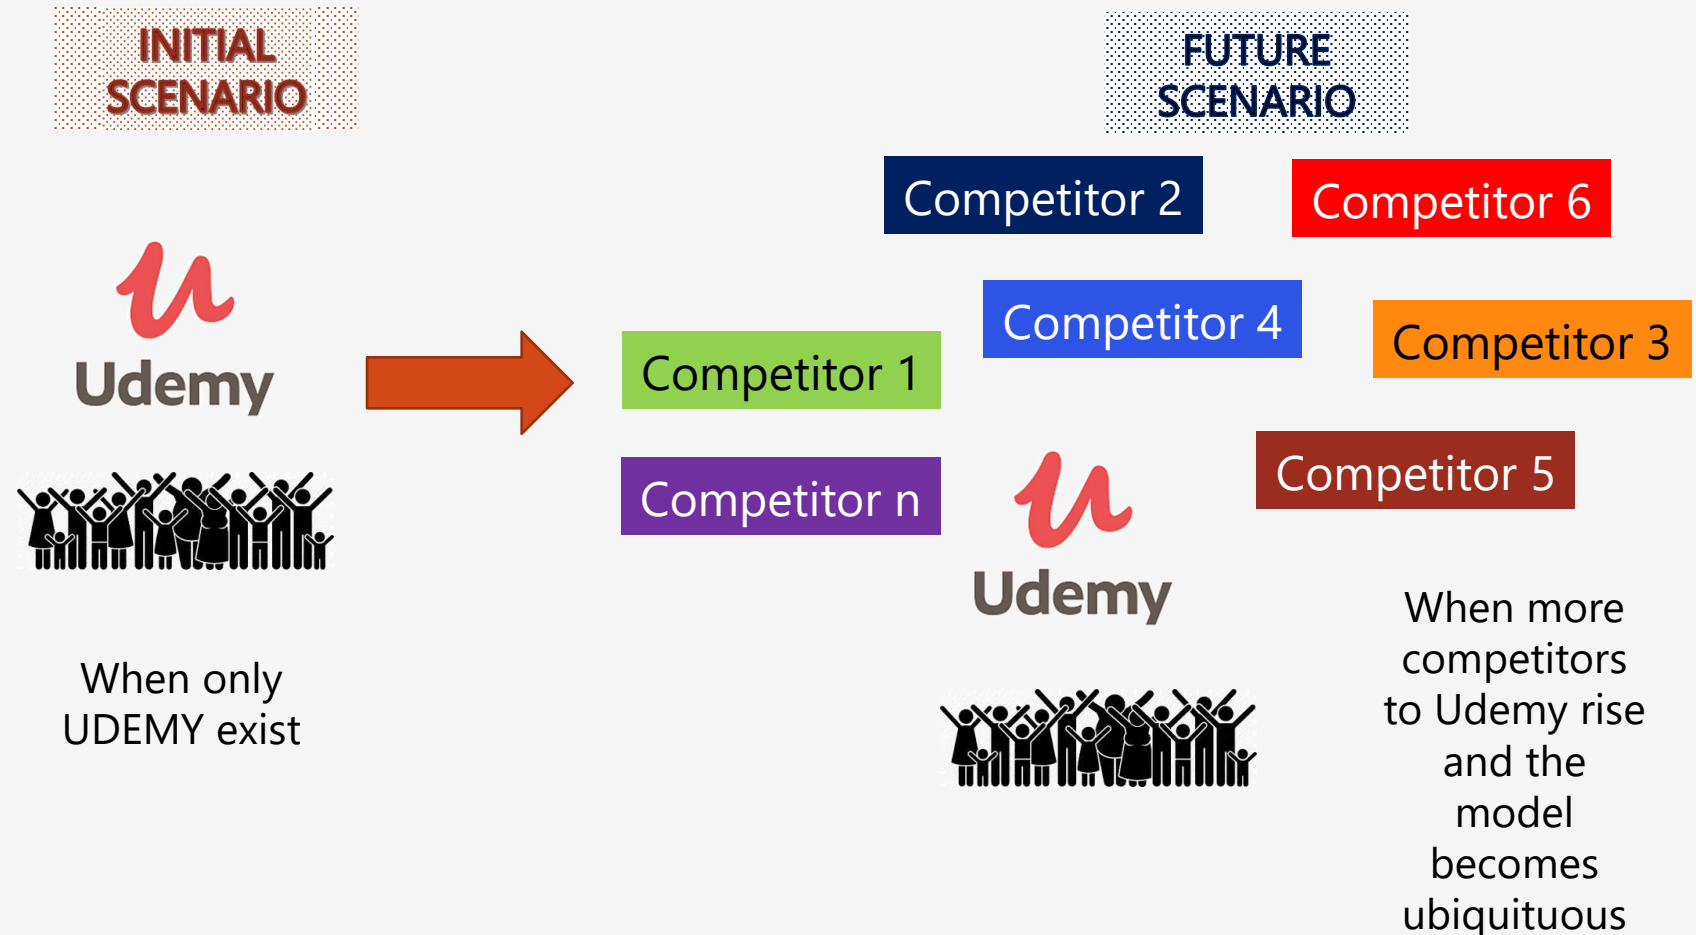 INITIAL
SCENARIO
Udemy
When only
UDEMY exist
FUTURE
SCENARIO
Competitor 2
Competitor 6
Competitor 4
Competitor 3
Competitor 1
Competitor 5
Competitor n
Udemy
When more
competitors
to Udemy rise
and the
model
becomes
ubiquituous